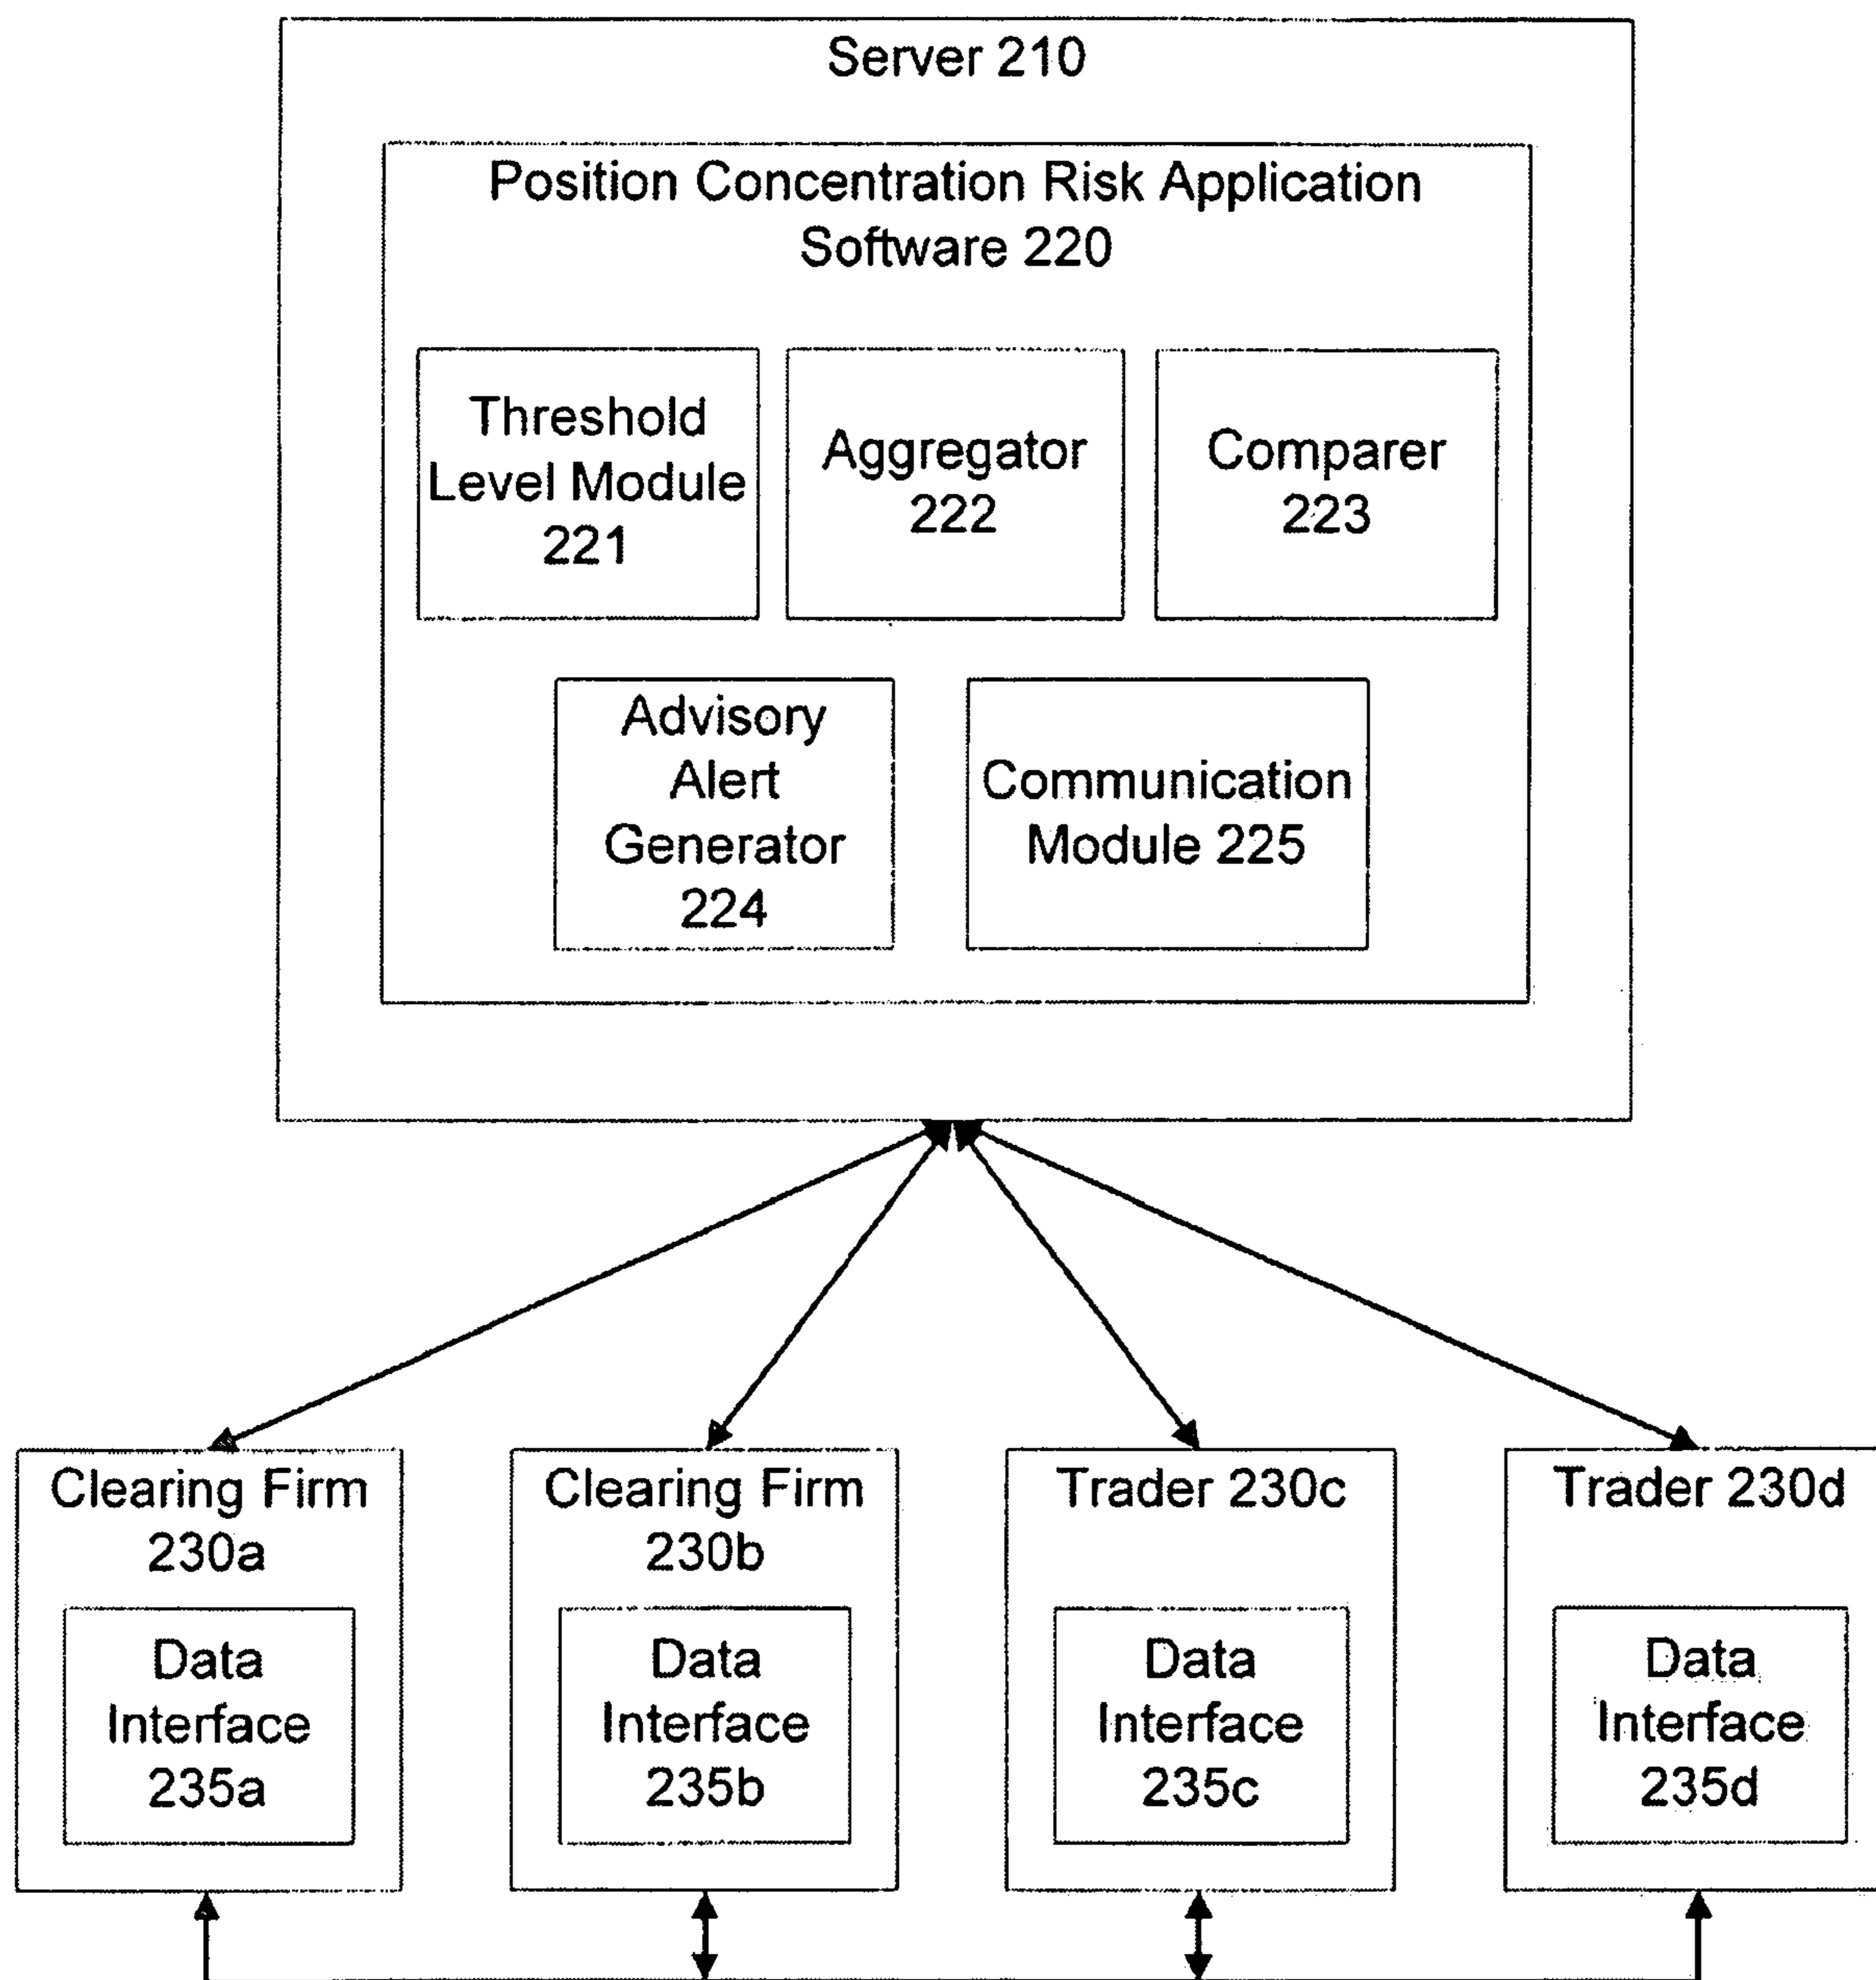 Server 210
Position Concentration Risk Application
Software 220
Threshold
Level Module
221
Aggregator
222
Comparer
223
Advisory
Alert
Generator
224
Communication
Module 225
Clearing Firm
230a
Data
Interface
235a
Clearing Firm
230b
Data
Interface
235b
Trader 230c
Data
Interface
235c
Trader 230d
Data
Interface
235d